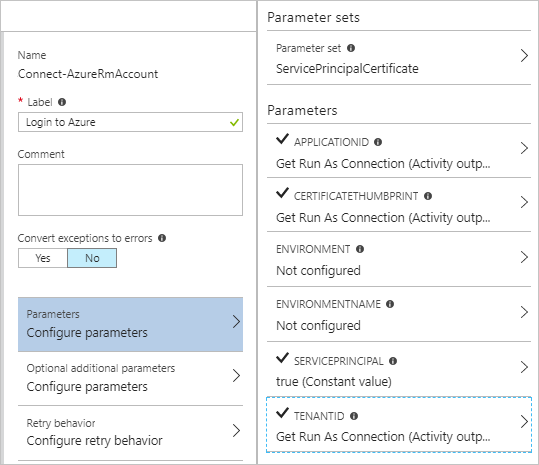 Name
Connect-AzureRmAccount
* Label
Login to Azure
Comment
Convert exceptions to errors
Yes No
Parameters
Configure parameters
Optional additional parameters
Configure parameters
Retry behavior
Configure retry behavior
Parameter sets
Parameter set
ServicePrincipalCertificate
Parameters
APPLICATIONID
Get Run As Connection (Activity outp...
CERTIFICATETHUMBPRINT
Get Run As Connection (Activity outp...
ENVIRONMENT
Not configured
ENVIRONMENTNAME
Not configured
SERVICEPRINCIPAL
true (Constant value)
TENANTID
Get Run As Connection (Activity outp...